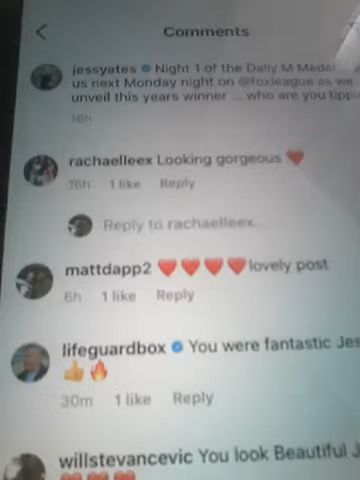 Comments
jessyates Night 1 of the Dally M Medal
us next Monday night on @foxleague as we
unveil this years winner ... who are you tippi
16h
rachaelleex Looking gorgeous ❤️
16h 1 like Reply
Reply to rachaelleex...
mattdapp2 ❤️❤️❤️❤️lovely post
6h 1 like Reply
lifeguardbox You were fantastic Jes
👍🔥
30m 1 like Reply
willstevancevic You look Beautiful J